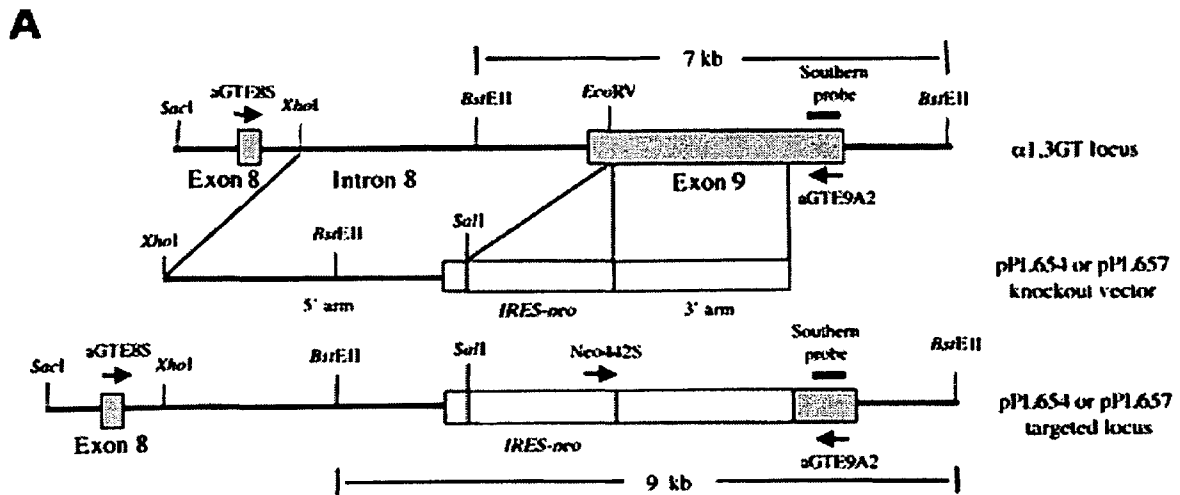 A
7 kb
Southern
probe
SacI
aGTE8S
XhoI
BstEII
EcoRV
BstEII
α1,3GT locus
Exon 8
Intron 8
Exon 9
aGTE9A2
XhoI
BstEII
SalI
pPL654 or pPL657
knockout vector
5' arm
IRES-neo
3' arm
SacI
aGTE8S
XhoI
BstEII
SalI
Neo442S
Southern
probe
BstEII
pPL654 or pPL657
targeted locus
Exon 8
IRES-neo
aGTE9A2
9 kb